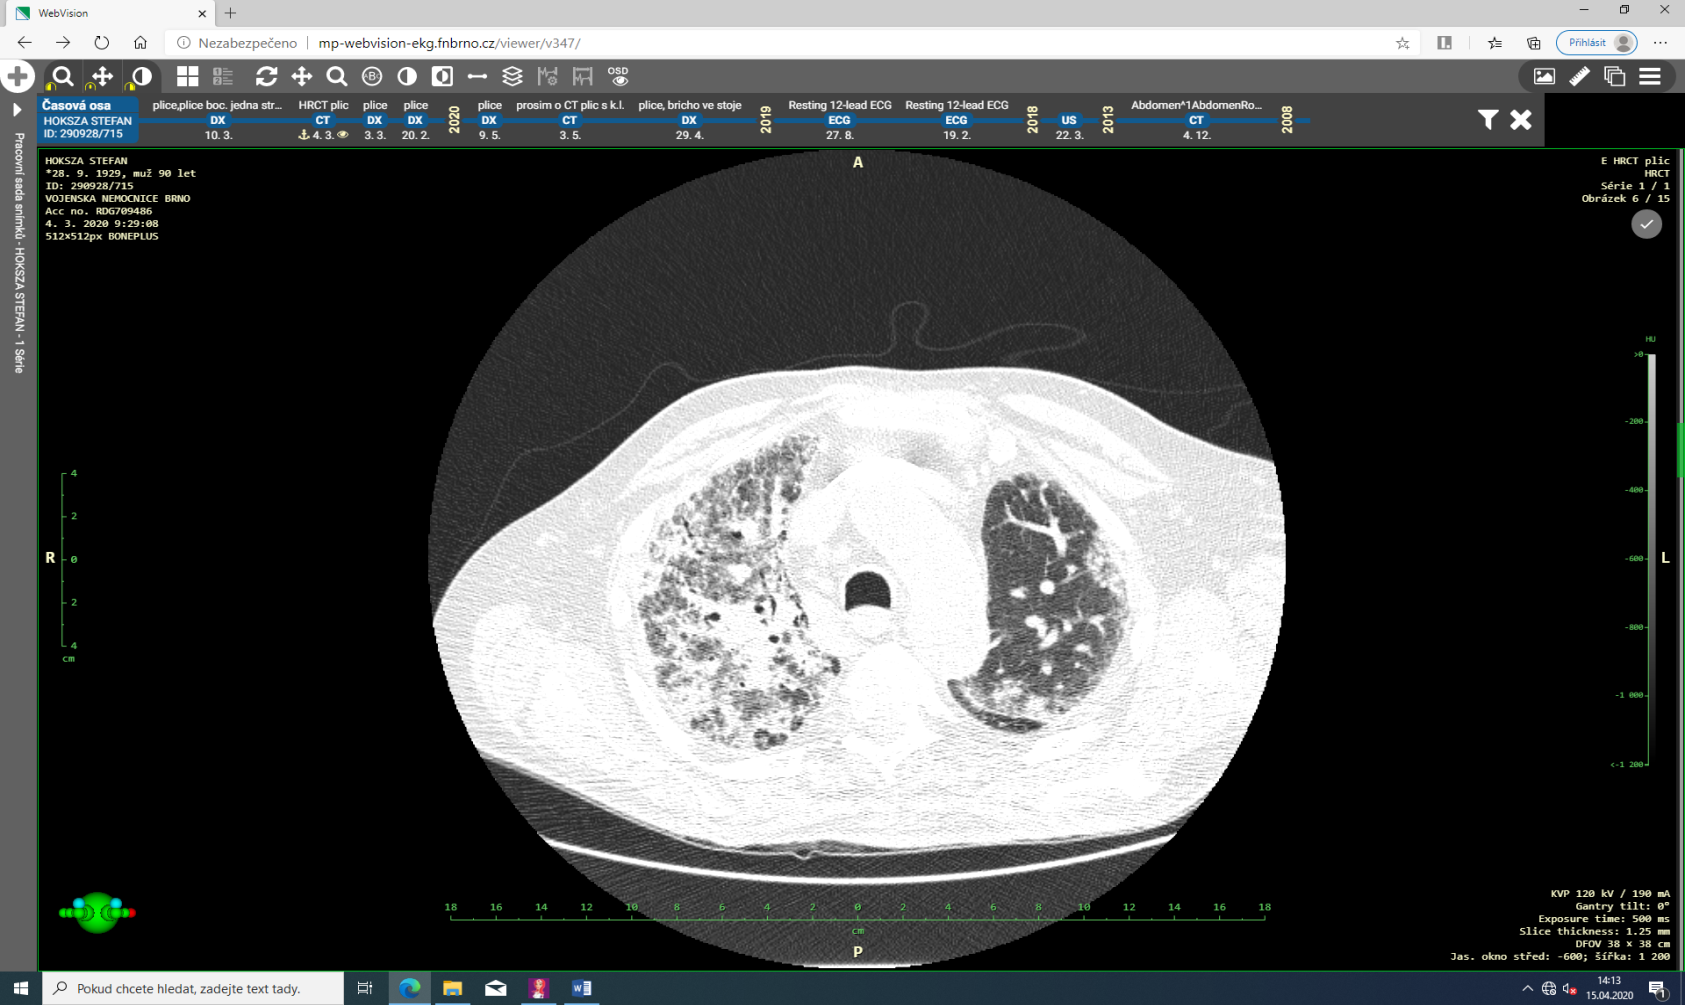 WebVision
Nezabezpečeno
mp-webvision-ekg.fnbrno.cz/viewer/v347/
Přihlásit
OSD
Časová osa
HOKSZA STEFAN
ID: 290928/715
plice,plice boc. jedna str...
DX
10. 3.
HRCT plic
CT
4. 3.
plice
DX
3. 3.
plice
DX
20. 2.
2020
plice
DX
9. 5.
prosim o CT plic s k.l.
CT
3. 5.
plice, bricho ve stoje
DX
29. 4.
2019
Resting 12-lead ECG
ECG
27. 8.
Resting 12-lead ECG
ECG
19. 2.
2018
US
22. 3.
2013
Abdomen^1AbdomenRo...
CT
4. 12.
2008
Pracovní sada snímků - HOKSZA STEFAN - 1 Série
HOKSZA STEFAN
*28. 9. 1929, muž 90 let
ID: 290928/715
VOJENSKA NEMOCNICE BRNO
Acc no. RDG709486
4. 3. 2020 9:29:08
512×512px BONEPLUS
A
E HRCT plic
HRCT
Série 1 / 1
Obrázek 6 / 15
HU
>0
-200
-400
-600
-800
-1 000
<-1 200
R
L
4
2
0
2
4
cm
18 16 14 12 10 8 6 4 2 0 2 4 6 8 10 12 14 16 18
cm
P
KVP 120 kV / 190 mA
Gantry tilt: 0°
Exposure time: 500 ms
Slice thickness: 1.25 mm
DFOV 38 × 38 cm
Jas. okno střed: -600; šířka: 1 200
Pokud chcete hledat, zadejte text tady.
14:13
15.04.2020
1